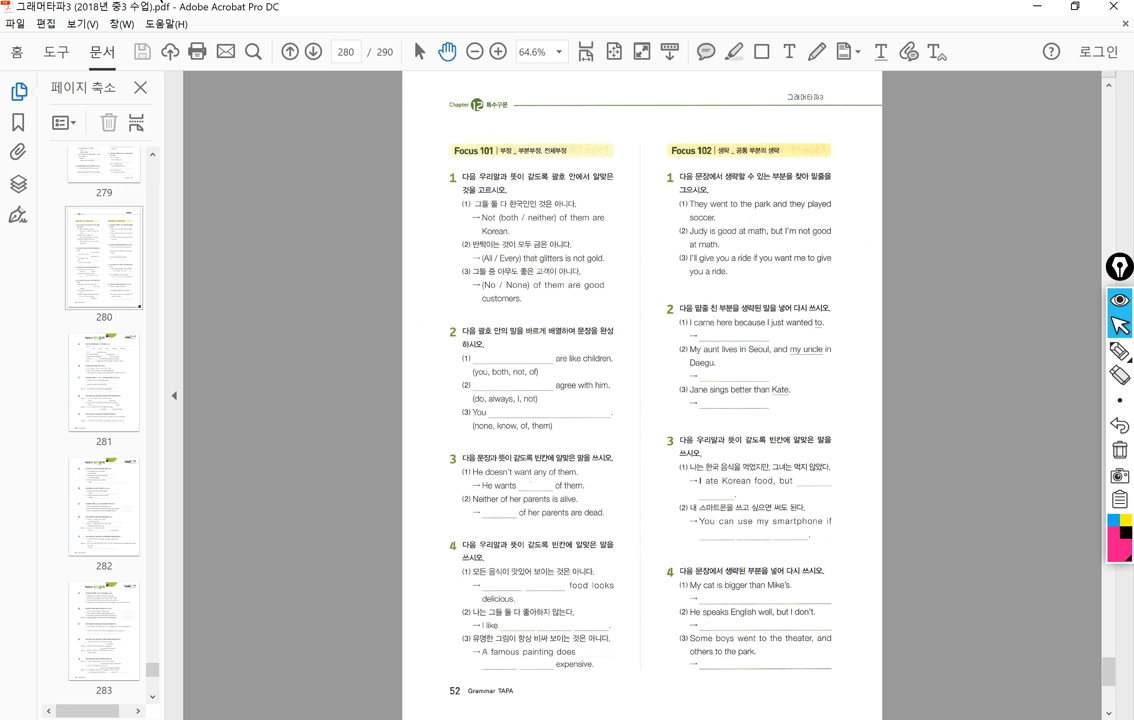 그래머타파3 (2018년 중3 수업).pdf - Adobe Acrobat Pro DC
파일 편집 보기(V) 창(W) 도움말(H)
홈 도구 문서 280 / 290 64.6% 로그인
페이지 축소
279
280
281
282
283
Chapter 12 특수구문
그래머타파3
Focus 101 부정 _ 부분부정, 전체부정
1 다음 우리말과 뜻이 같도록 괄호 안에서 알맞은
것을 고르시오.
(1) 그들 둘 다 한국인인 것은 아니다.
→ Not (both / neither) of them are
Korean.
(2) 반짝이는 것이 모두 금은 아니다.
→ (All / Every) that glitters is not gold.
(3) 그들 중 아무도 좋은 고객이 아니다.
→ (No / None) of them are good
customers.
2 다음 괄호 안의 말을 바르게 배열하여 문장을 완성
하시오.
(1) ____________ are like children.
(you, both, not, of)
(2) ____________ agree with him.
(do, always, I, not)
(3) You ____________.
(none, know, of, them)
3 다음 문장과 뜻이 같도록 빈칸에 알맞은 말을 쓰시오.
(1) He doesn't want any of them.
→ He wants ______ of them.
(2) Neither of her parents is alive.
→ ______ of her parents are dead.
4 다음 우리말과 뜻이 같도록 빈칸에 알맞은 말을
쓰시오.
(1) 모든 음식이 맛있어 보이는 것은 아니다.
→ ______ ______ food looks
delicious.
(2) 나는 그들 둘 다 좋아하지 않는다.
→ I like ______ ______ ______.
(3) 유명한 그림이 항상 비싸 보이는 것은 아니다.
→ A famous painting does
______ ______ expensive.
52 Grammar TAPA
Focus 102 생략 _ 공통 부분의 생략
1 다음 문장에서 생략할 수 있는 부분을 찾아 밑줄을
그으시오.
(1) They went to the park and they played
soccer.
(2) Judy is good at math, but I'm not good
at math.
(3) I'll give you a ride if you want me to give
you a ride.
2 다음 밑줄 친 부분을 생략된 말을 넣어 다시 쓰시오.
(1) I came here because I just wanted to.
→ ____________
(2) My aunt lives in Seoul, and my uncle in
Daegu.
→ ____________
(3) Jane sings better than Kate.
→ ____________
3 다음 우리말과 뜻이 같도록 빈칸에 알맞은 말을
쓰시오.
(1) 나는 한국 음식을 먹었지만, 그녀는 먹지 않았다.
→ I ate Korean food, but ______
______.
(2) 내 스마트폰을 쓰고 싶으면 써도 된다.
→ You can use my smartphone if
______ ______ ______.
4 다음 문장에서 생략된 부분을 넣어 다시 쓰시오.
(1) My cat is bigger than Mike's.
→ ____________
(2) He speaks English well, but I don't.
→ ____________
(3) Some boys went to the theater, and
others to the park.
→ ____________